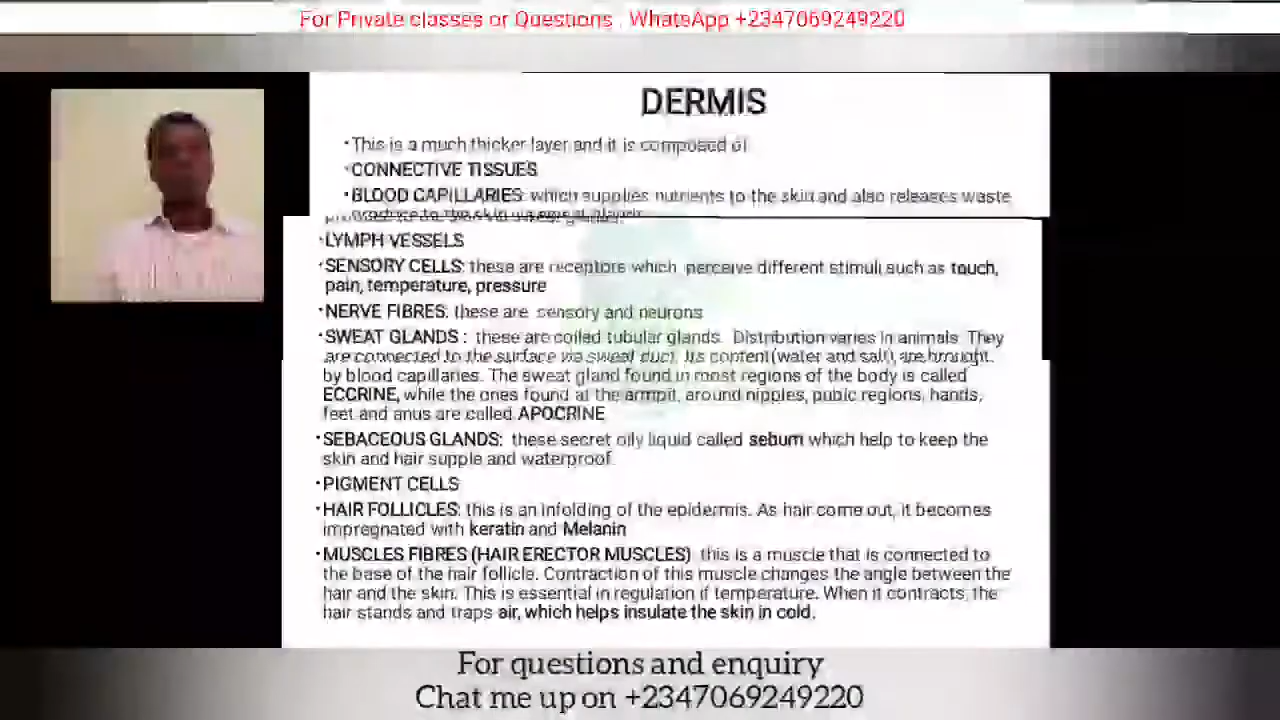 For Private classes or Questions . WhatsApp +2347069249220
DERMIS
•This is a much thicker layer and it is composed of
•CONNECTIVE TISSUES
•BLOOD CAPILLARIES: which supplies nutrients to the skin and also releases waste
to the skin via sweat glands.
•LYMPH VESSELS
•SENSORY CELLS: these are receptors which perceive different stimuli such as touch,
pain, temperature, pressure
•NERVE FIBRES: these are sensory and neurons
•SWEAT GLANDS : these are coiled tubular glands. Distribution varies in animals. They
are connected to the surface via sweat duct. Its content(water and salt) are brought
by blood capillaries. The sweat gland found in most regions of the body is called
ECCRINE, while the ones found at the armpit, around nipples, pubic regions, hands,
feet and anus are called APOCRINE
•SEBACEOUS GLANDS: these secret oily liquid called sebum which help to keep the
skin and hair supple and waterproof.
•PIGMENT CELLS
•HAIR FOLLICLES: this is an infolding of the epidermis. As hair come out, it becomes
impregnated with keratin and Melanin
•MUSCLES FIBRES (HAIR ERECTOR MUSCLES) this is a muscle that is connected to
the base of the hair follicle. Contraction of this muscle changes the angle between the
hair and the skin. This is essential in regulation if temperature. When it contracts, the
hair stands and traps air, which helps insulate the skin in cold.
For questions and enquiry
Chat me up on +2347069249220